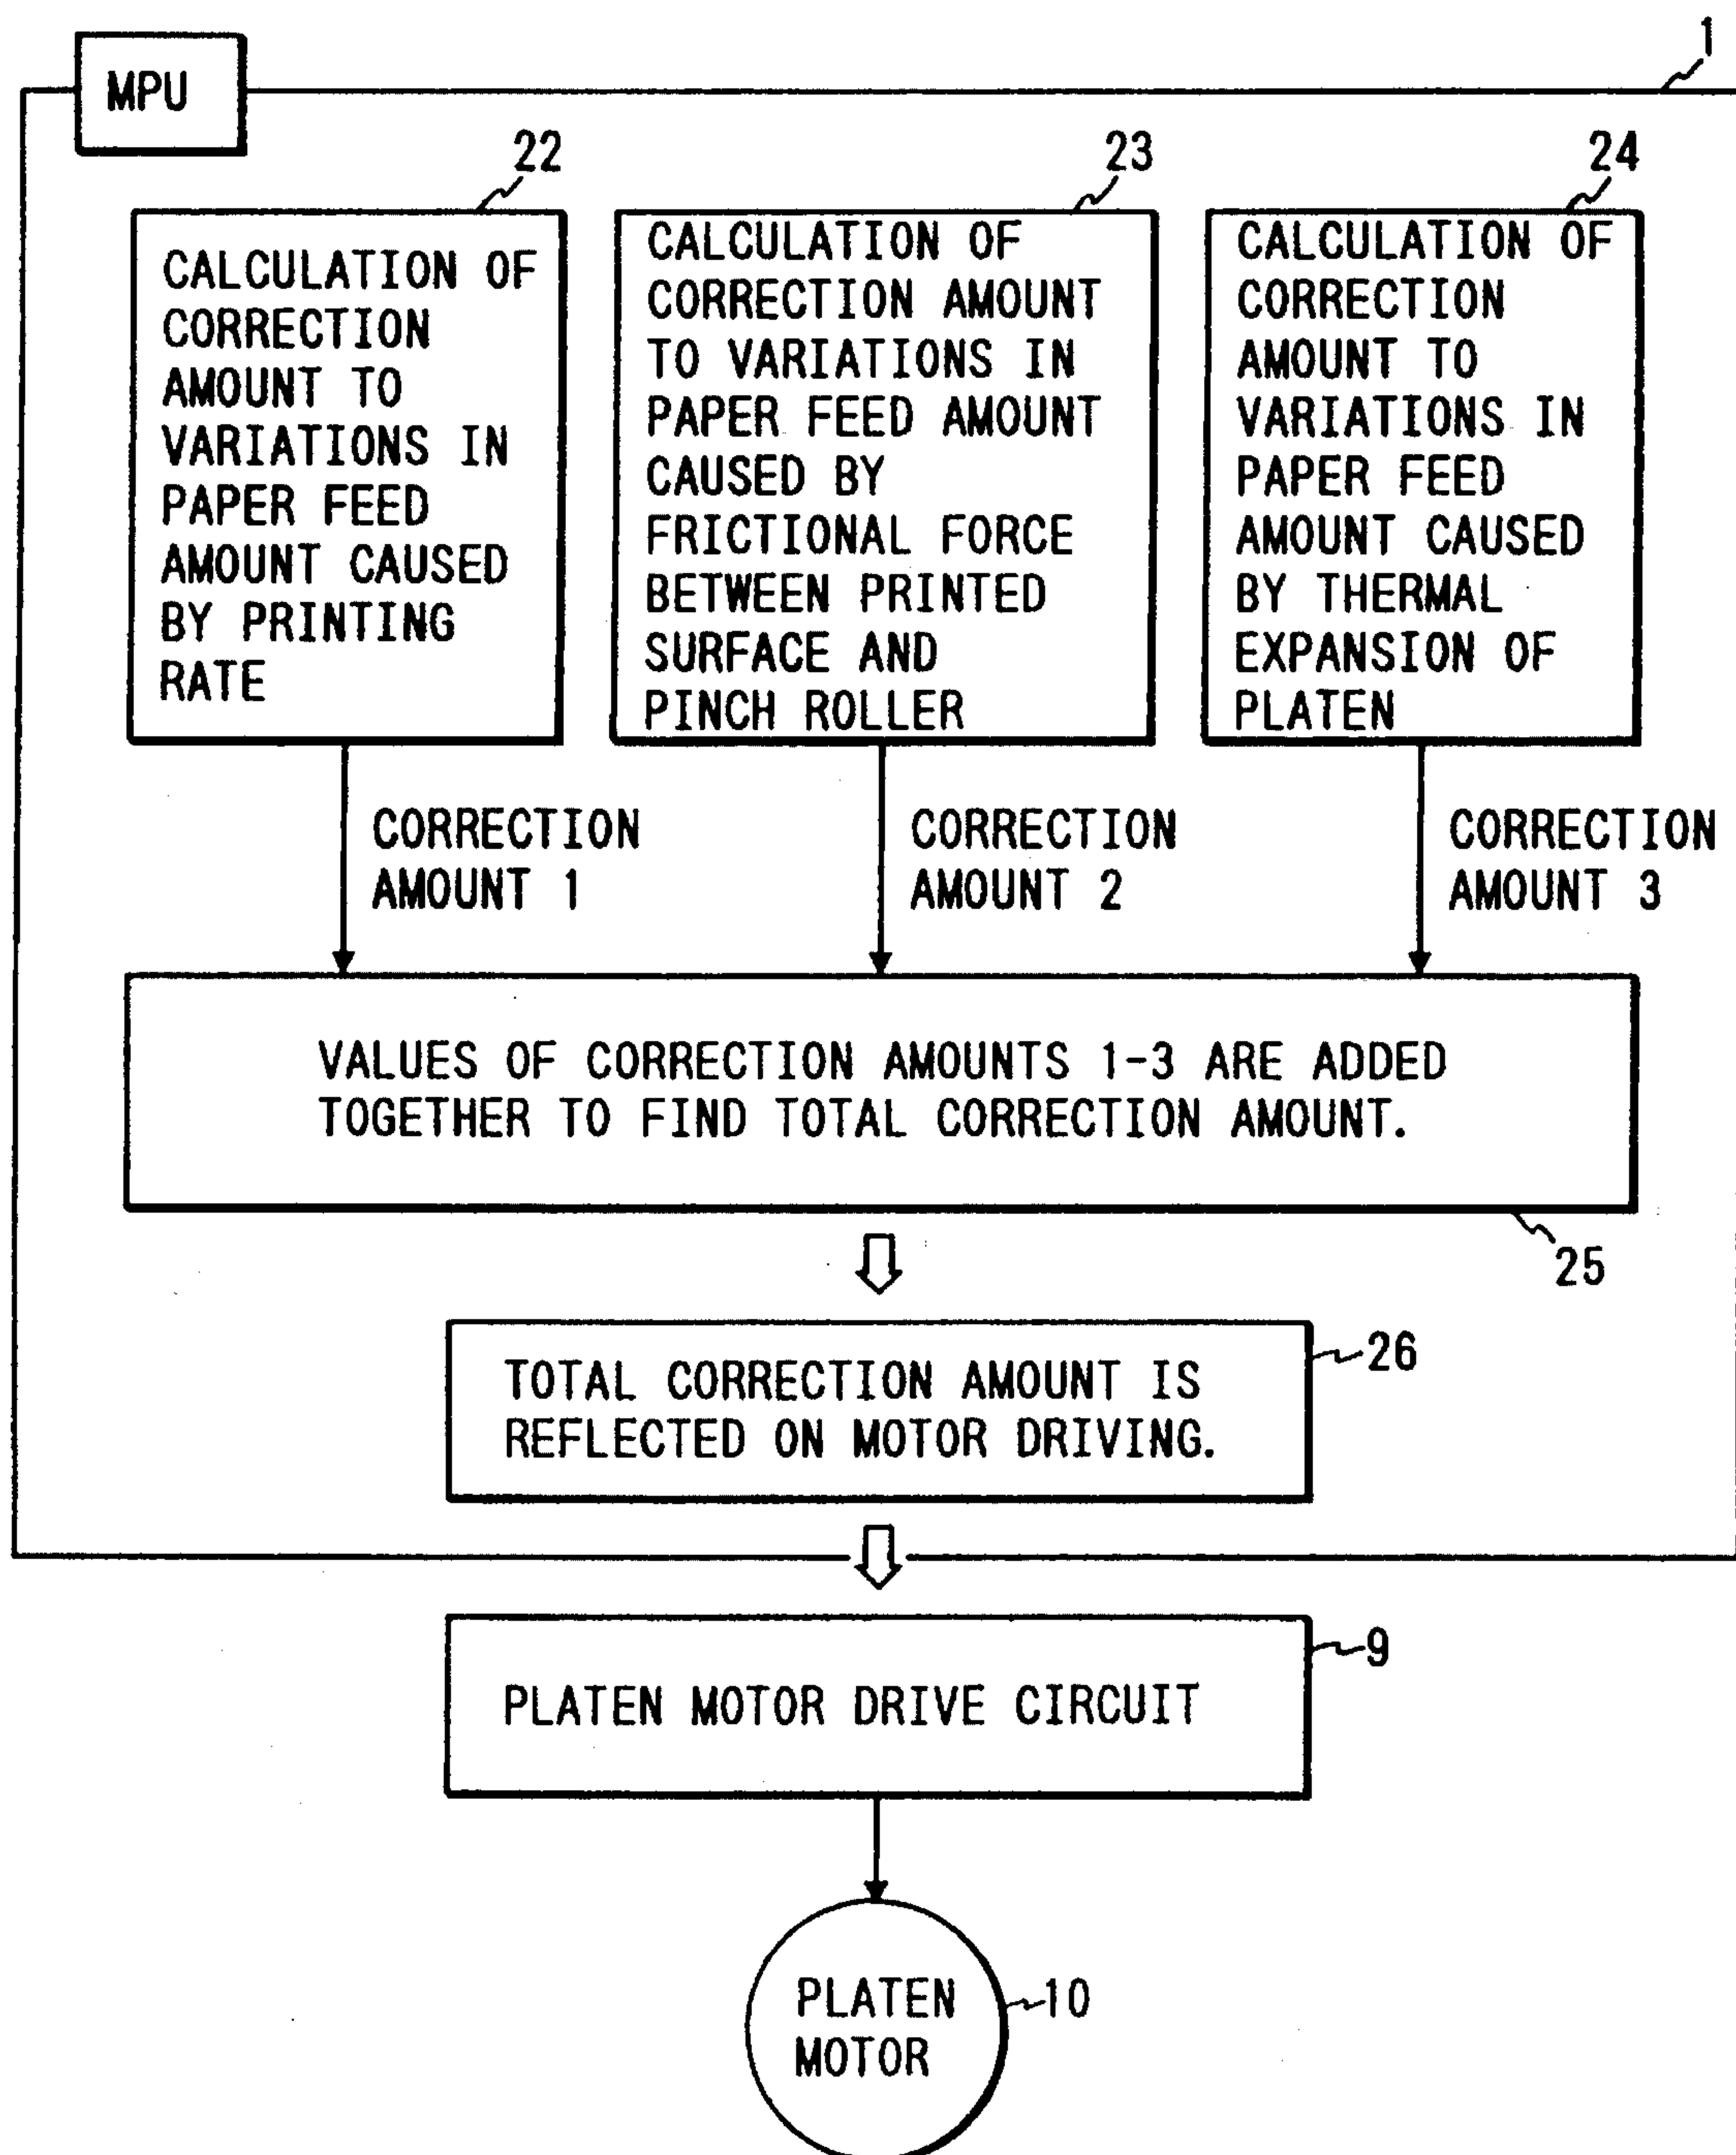 1
MPU
22
CALCULATION OF
CORRECTION
AMOUNT TO
VARIATIONS IN
PAPER FEED
AMOUNT CAUSED
BY PRINTING
RATE
23
CALCULATION OF
CORRECTION AMOUNT
TO VARIATIONS IN
PAPER FEED AMOUNT
CAUSED BY
FRICTIONAL FORCE
BETWEEN PRINTED
SURFACE AND
PINCH ROLLER
24
CALCULATION OF
CORRECTION
AMOUNT TO
VARIATIONS IN
PAPER FEED
AMOUNT CAUSED
BY THERMAL
EXPANSION OF
PLATEN
CORRECTION
AMOUNT 1
CORRECTION
AMOUNT 2
CORRECTION
AMOUNT 3
VALUES OF CORRECTION AMOUNTS 1-3 ARE ADDED
TOGETHER TO FIND TOTAL CORRECTION AMOUNT.
25
TOTAL CORRECTION AMOUNT IS
REFLECTED ON MOTOR DRIVING.
26
PLATEN MOTOR DRIVE CIRCUIT
9
PLATEN
MOTOR
10